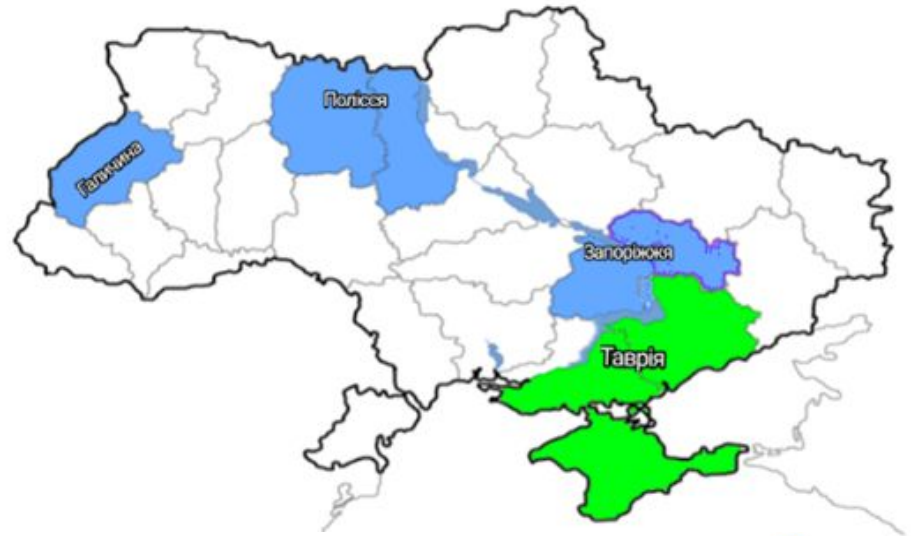 Полісся
Галичина
Запоріжжя
Таврія